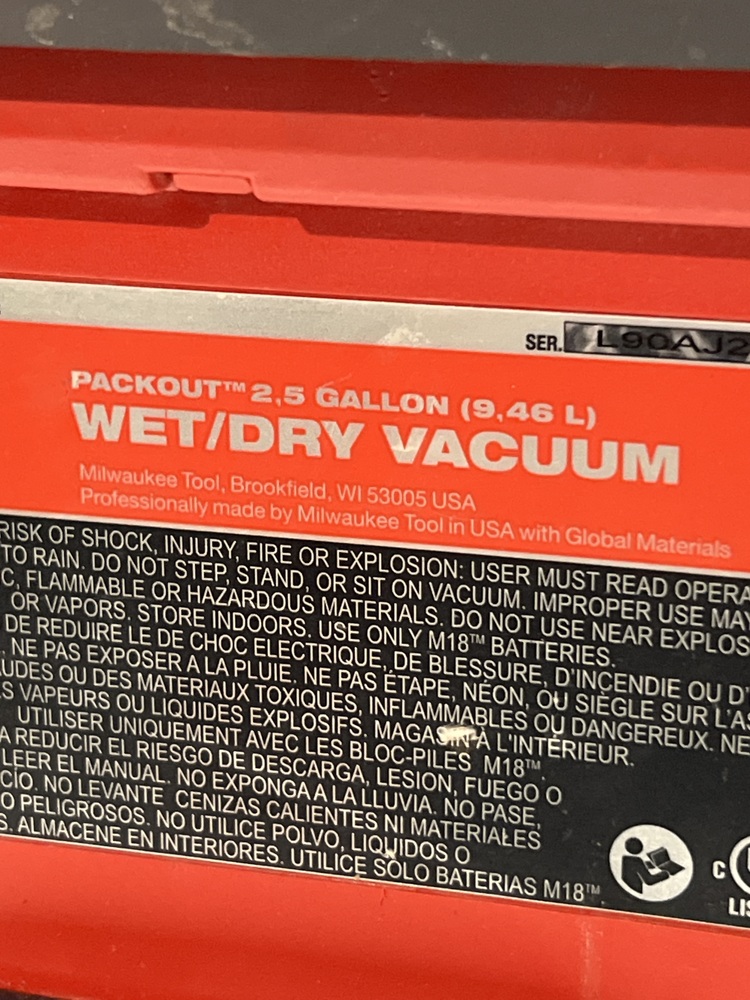 SER. L90AJ2
PACKOUT™ 2,5 GALLON (9,46 L)
WET/DRY VACUUM
Milwaukee Tool, Brookfield, WI 53005 USA
Professionally made by Milwaukee Tool in USA with Global Materials
RISK OF SHOCK, INJURY, FIRE OR EXPLOSION: USER MUST READ OPERA
TO RAIN. DO NOT STEP, STAND, OR SIT ON VACUUM. IMPROPER USE MAY
C, FLAMMABLE OR HAZARDOUS MATERIALS. DO NOT USE NEAR EXPLOS
OR VAPORS. STORE INDOORS. USE ONLY M18™ BATTERIES.
DE REDUIRE LE DE CHOC ELECTRIQUE, DE BLESSURE, D'INCENDIE OU D'
NE PAS EXPOSER A LA PLUIE. NE PAS ÉTAPE, NÉON, OU SIÈGLE SUR L'A
UDES OU DES MATERIAUX TOXIQUES, INFLAMMABLES OU DANGEREUX. NE
S VAPEURS OU LIQUIDES EXPLOSIFS. MAGASIN À L'INTÉRIEUR.
UTILISER UNIQUEMENT AVEC LES BLOC-PILES M18™.
A REDUCIR EL RIESGO DE DESCARGA, LESION, FUEGO O
LEER EL MANUAL. NO EXPONGA A LA LLUVIA. NO PASE,
CÍO. NO LEVANTE CENIZAS CALIENTES NI MATERIALES
O PELIGROSOS. NO UTILICE POLVO, LIQUIDOS O
S. ALMACENE EN INTERIORES. UTILICE SÓLO BATERIAS M18™.
C
LIS